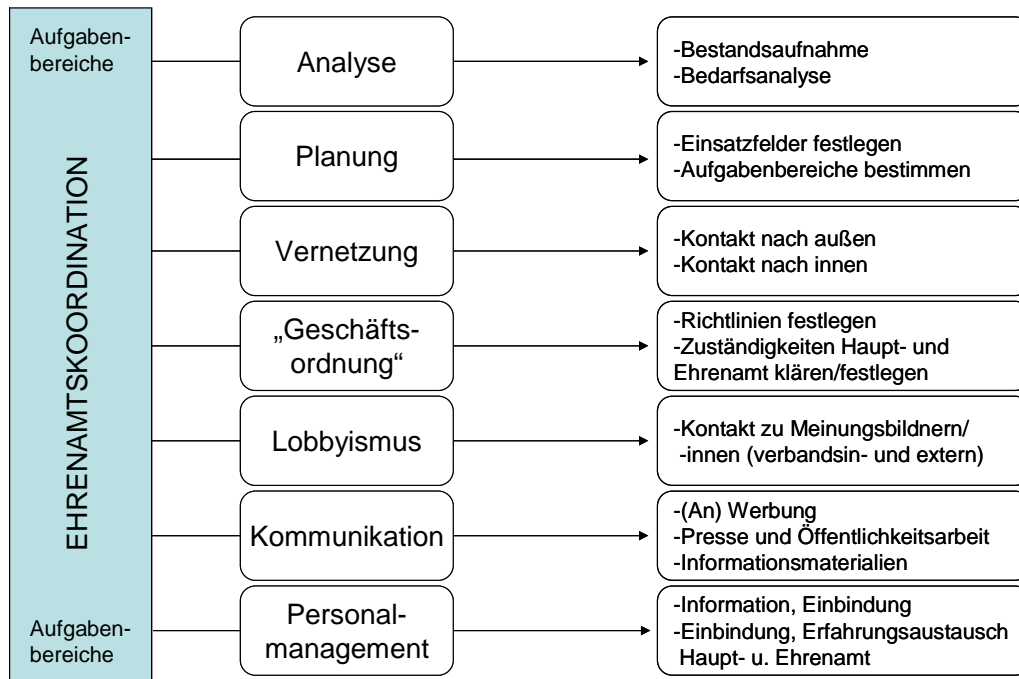 Aufgaben-
bereiche
EHRENAMTSKOORDINATION
Aufgaben-
bereiche
Analyse
-Bestandsaufnahme
-Bedarfsanalyse
Planung
-Einsatzfelder festlegen
-Aufgabenbereiche bestimmen
Vernetzung
-Kontakt nach außen
-Kontakt nach innen
„Geschäfts-
ordnung“
-Richtlinien festlegen
-Zuständigkeiten Haupt- und
Ehrenamt klären/festlegen
Lobbyismus
-Kontakt zu Meinungsbildnern/
-innen (verbandsin- und extern)
Kommunikation
-(An) Werbung
-Presse und Öffentlichkeitsarbeit
-Informationsmaterialien
Personal-
management
-Information, Einbindung
-Einbindung, Erfahrungsaustausch
Haupt- u. Ehrenamt